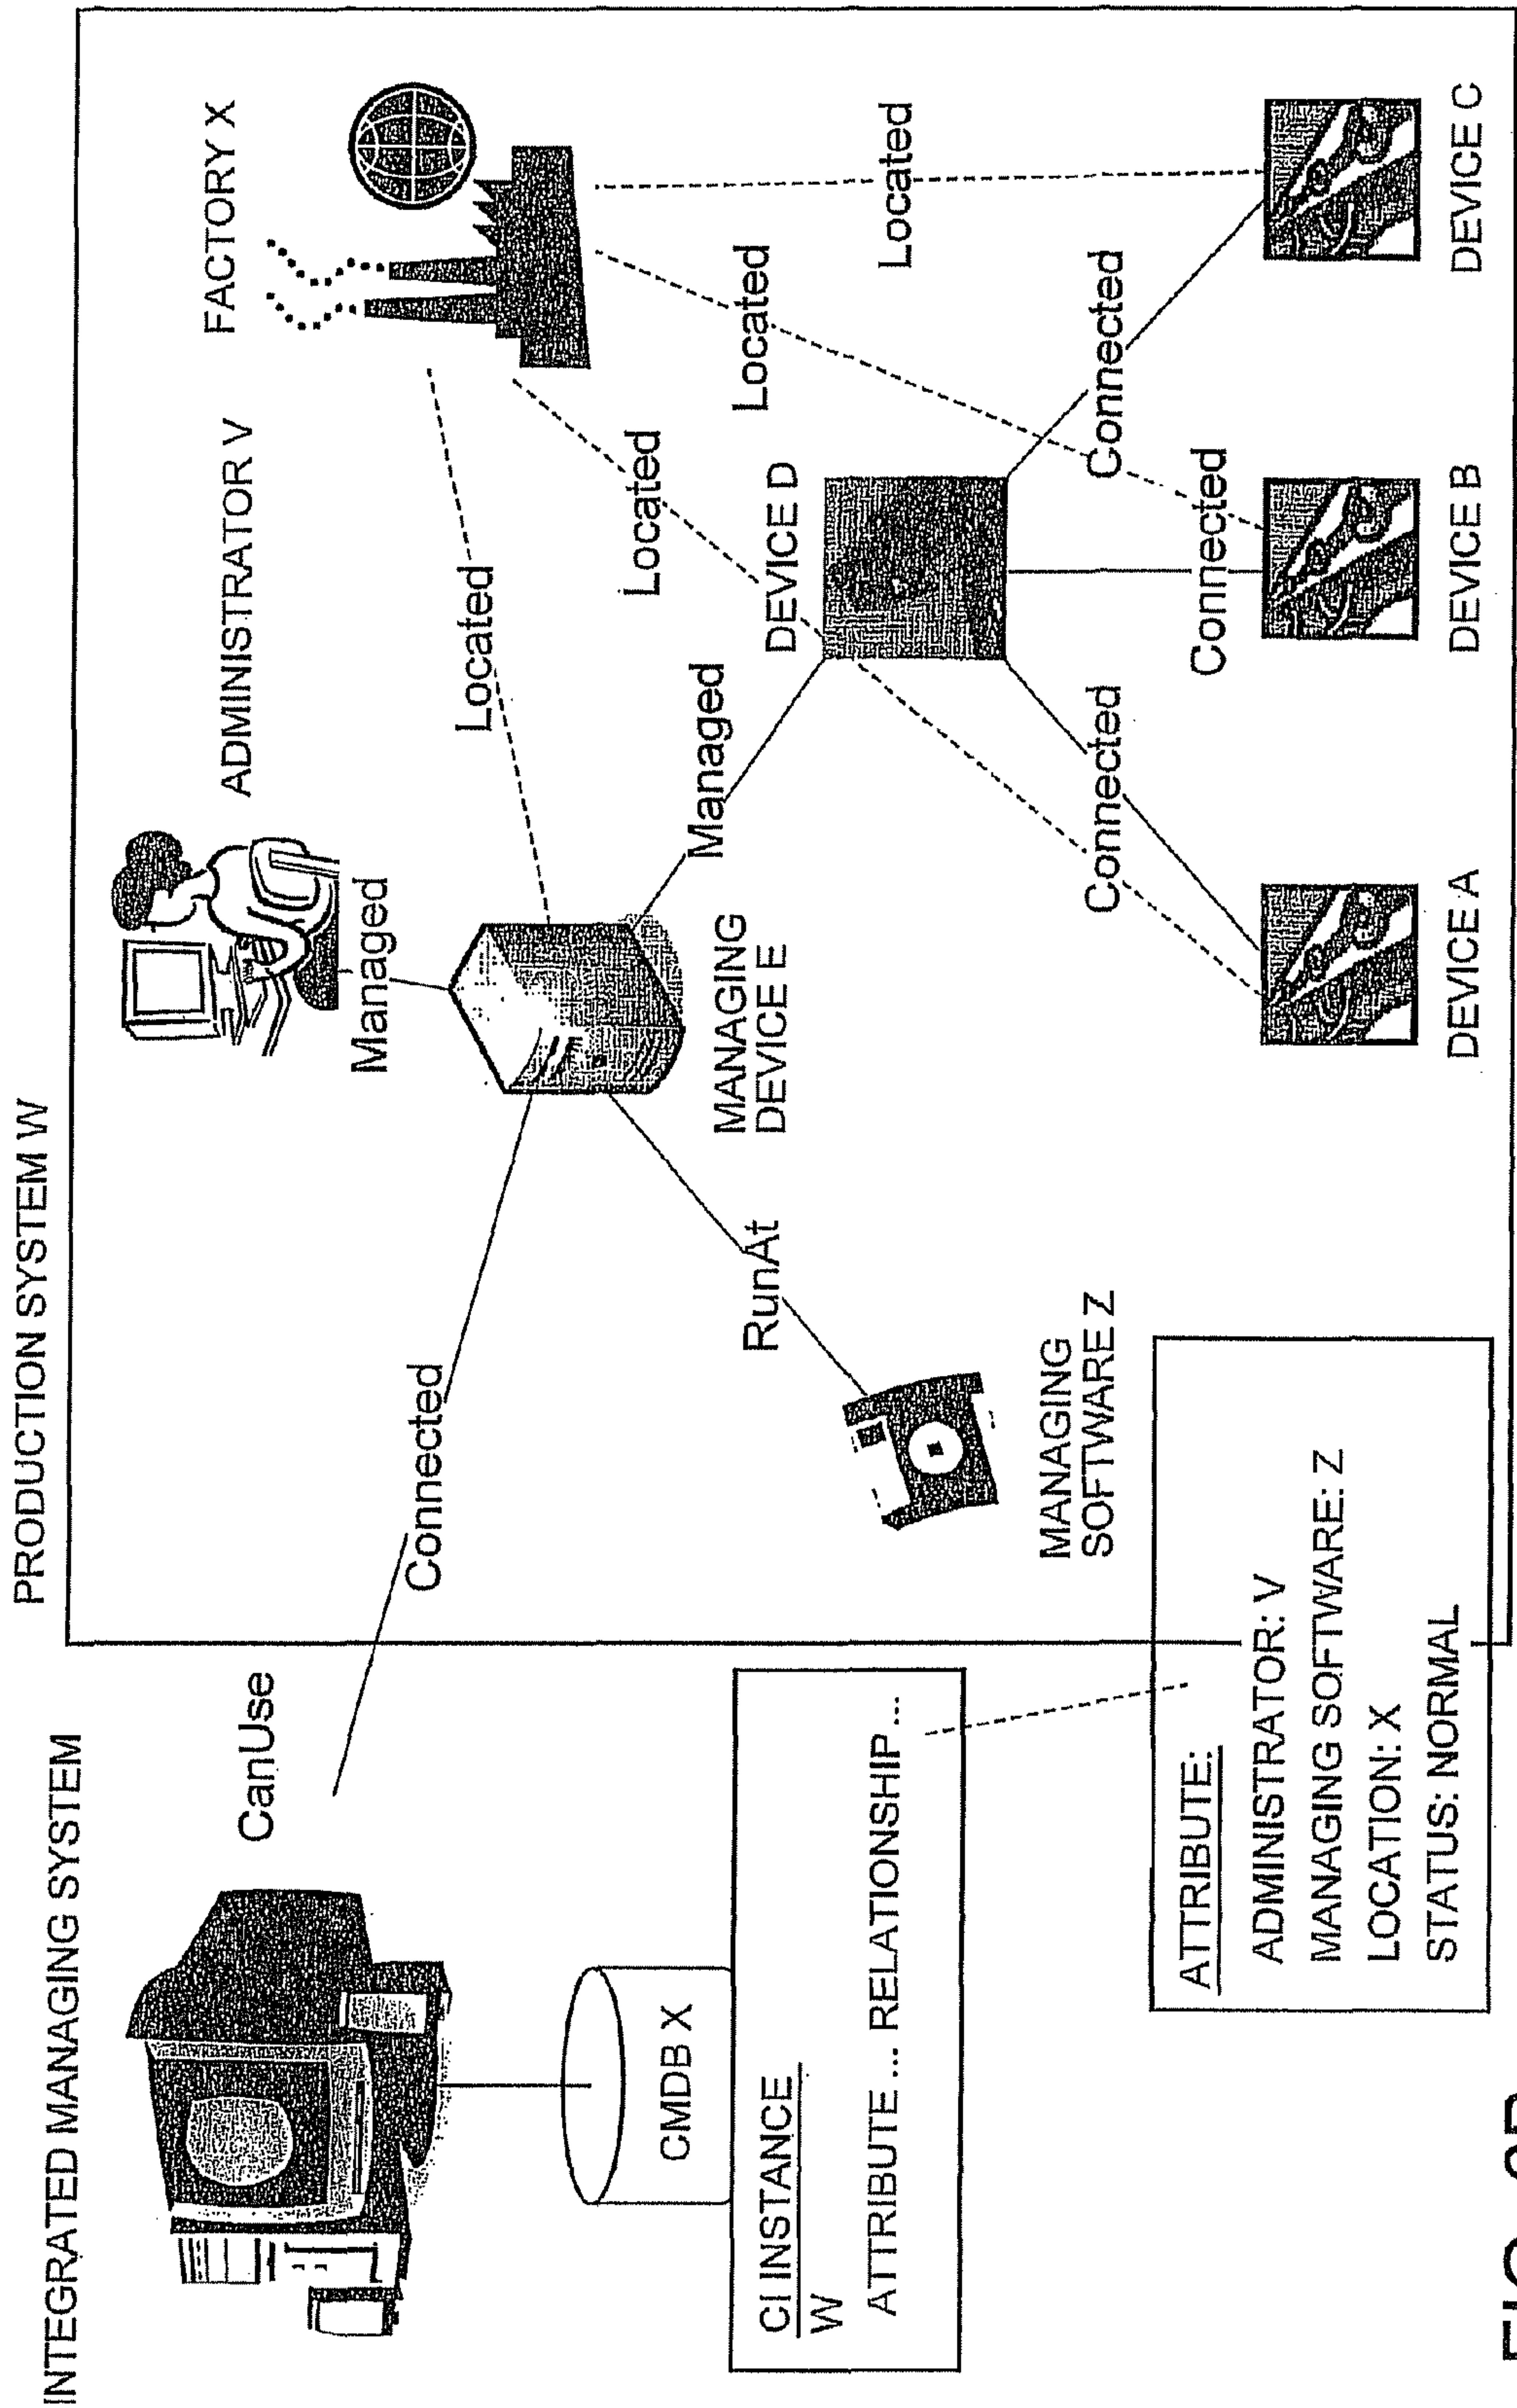 INTEGRATED MANAGING SYSTEM
PRODUCTION SYSTEM W
CanUse
Connected
CMDB X
CI INSTANCE
W
ATTRIBUTE ... RELATIONSHIP ...
ATTRIBUTE:
ADMINISTRATOR: V
MANAGING SOFTWARE: Z
LOCATION: X
STATUS: NORMAL
ADMINISTRATOR V
FACTORY X
Managed
Located
Located
Located
Located
MANAGING
DEVICE E
Managed
RunAt
MANAGING
SOFTWARE Z
DEVICE D
Connected
Connected
Connected
DEVICE A
DEVICE B
DEVICE C